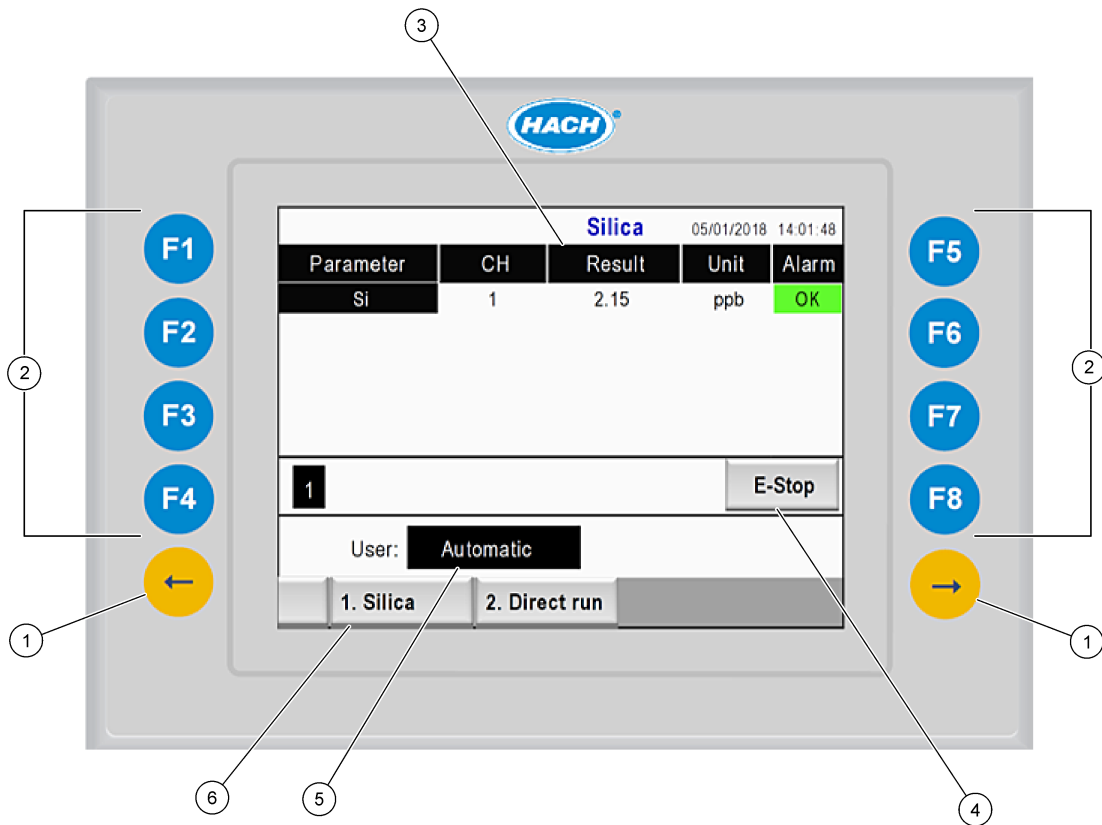 3
HACH
Silica 05/01/2018 14:01:48
Parameter CH Result Unit Alarm
Si 1 2.15 ppb OK
F1
F2
F3
F4
←
F5
F6
F7
F8
→
2
2
1
E-Stop
User: Automatic
1. Silica 2. Direct run
1
1
6
5
4